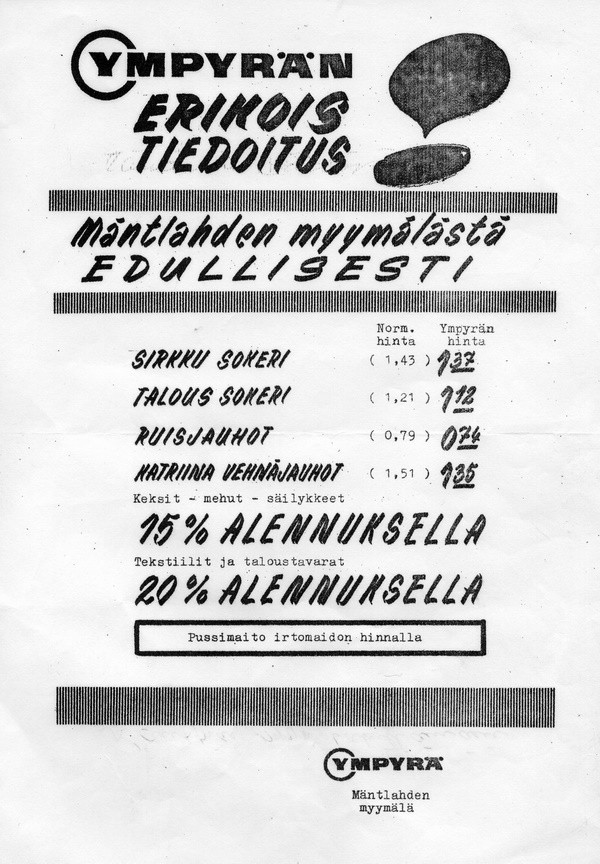 YMPYRÄN
ERIKOIS
TIEDOITUS
Mäntlahden myymälästä
EDULLISESTI
Norm. hinta Ympyrän hinta
SIRKKU SOKERI ( 1,43 ) 1 37
TALOUS SOKERI ( 1,21 ) 1 12
RUISJAUHOT ( 0,79 ) 0 74
KATRIINA VEHNÄJAUHOT ( 1,51 ) 1 35
Keksit - mehut - säilykkeet
15 % ALENNUKSELLA
Tekstiilit ja taloustavarat
20 % ALENNUKSELLA
Pussimaito irtomaidon hinnalla
YMPYRÄ
Mäntlahden
myymälä